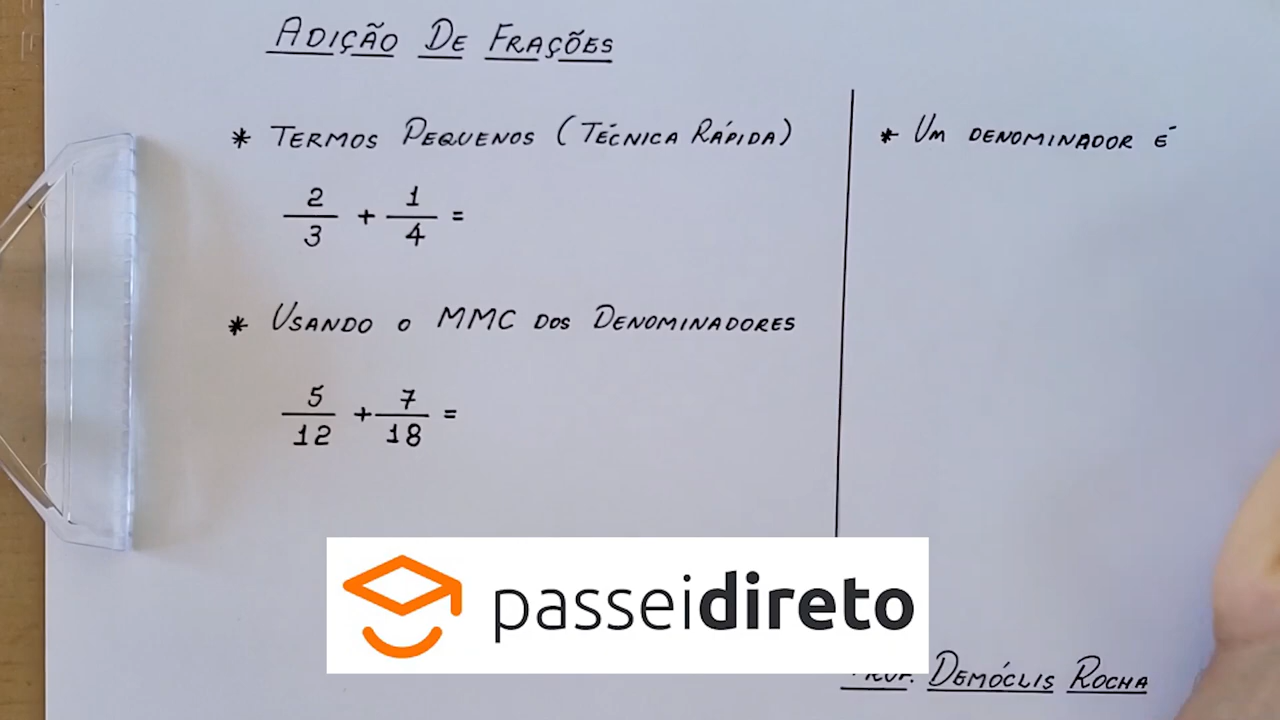 ADIÇÃO DE FRAÇÕES
* TERMOS PEQUENOS (TÉCNICA RÁPIDA)
2/3 + 1/4 =
* USANDO O MMC DOS DENOMINADORES
5/12 + 7/18 =
* UM DENOMINADOR É
passeidireto
PROF. DEMÓCLIS ROCHA